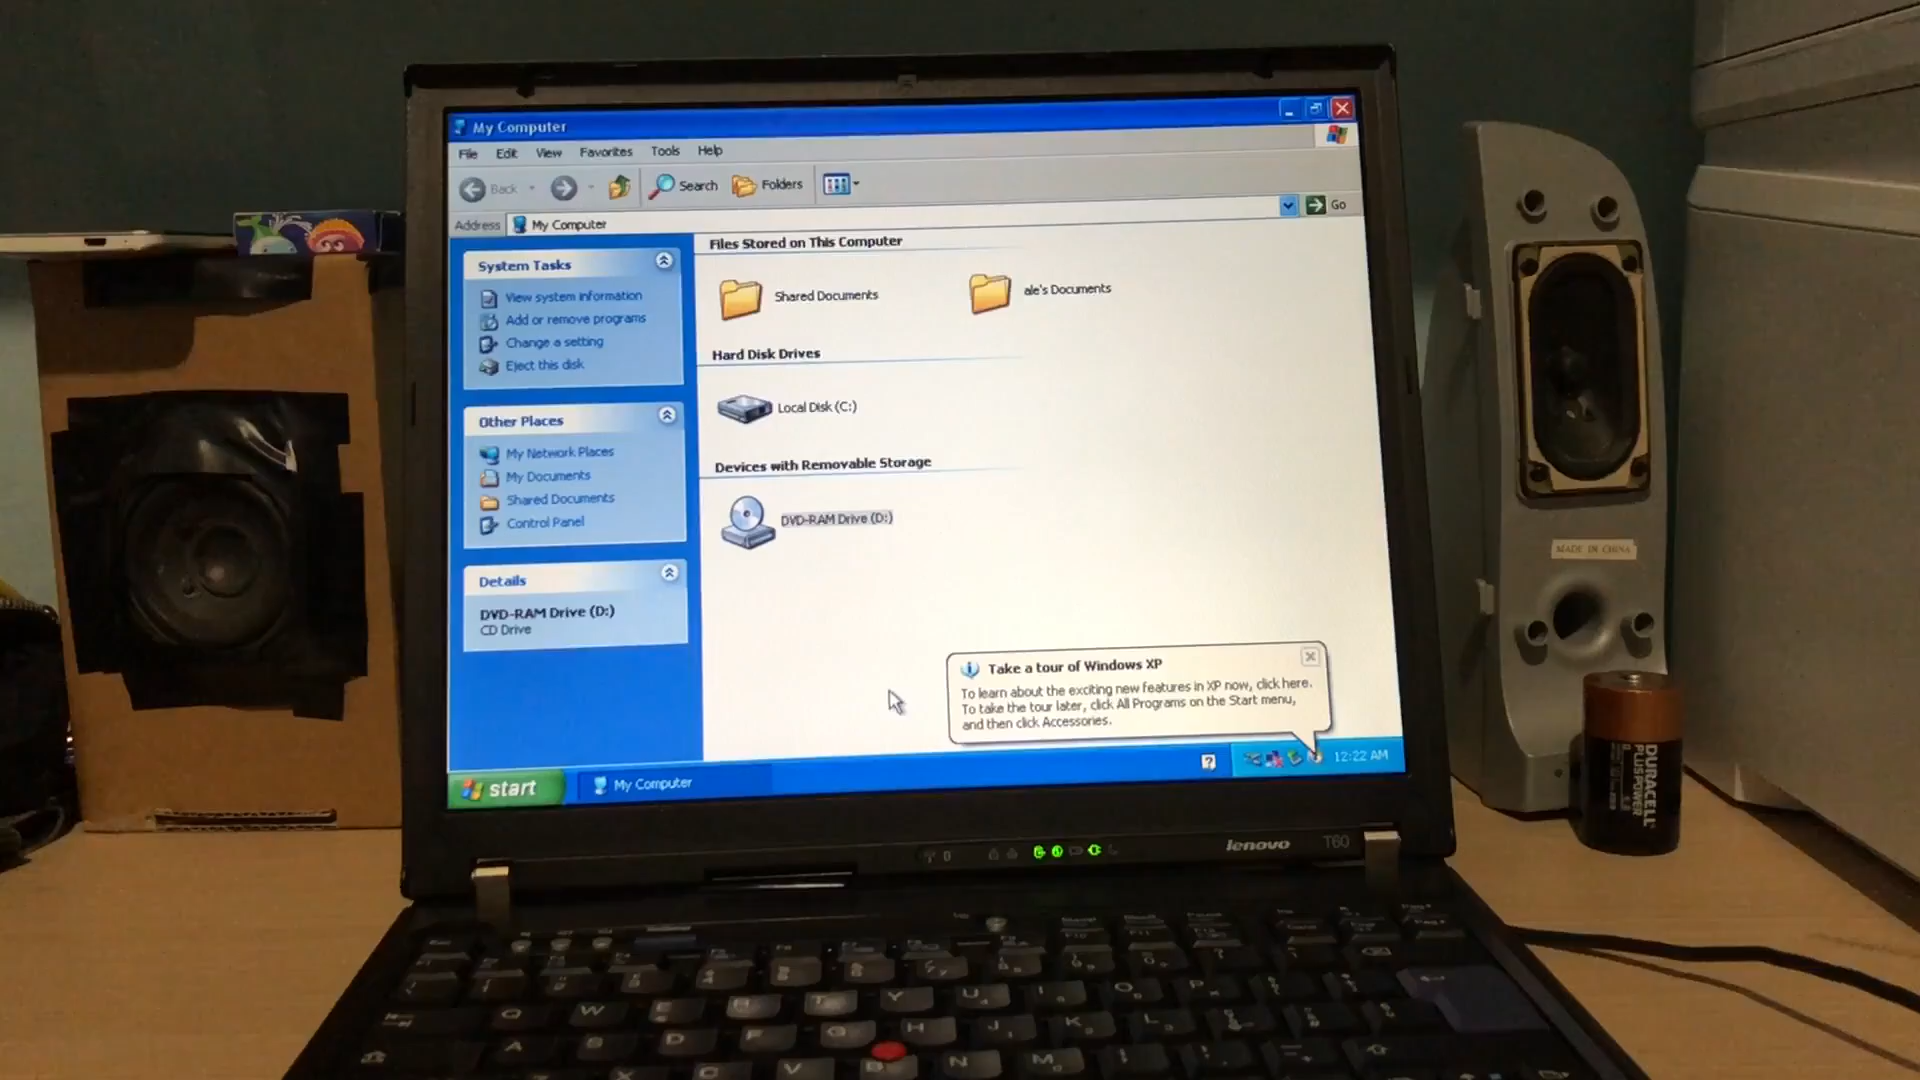 My Computer
File Edit View Favorites Tools Help
Back Search Folders
Address My Computer Go
System Tasks
View system information
Add or remove programs
Change a setting
Eject this disk
Other Places
My Network Places
My Documents
Shared Documents
Control Panel
Details
DVD-RAM Drive (D:)
CD Drive
Files Stored on This Computer
Shared Documents ale's Documents
Hard Disk Drives
Local Disk (C:)
Devices with Removable Storage
DVD-RAM Drive (D:)
Take a tour of Windows XP
To learn about the exciting new features in XP now, click here.
To take the tour later, click All Programs on the Start menu,
and then click Accessories.
start My Computer 12:22 AM
lenovo T60
MADE IN CHINA
DURACELL
PLUSPOWER
Q W E R T Y U I O P
A S D F G H J K L
X C V B N M